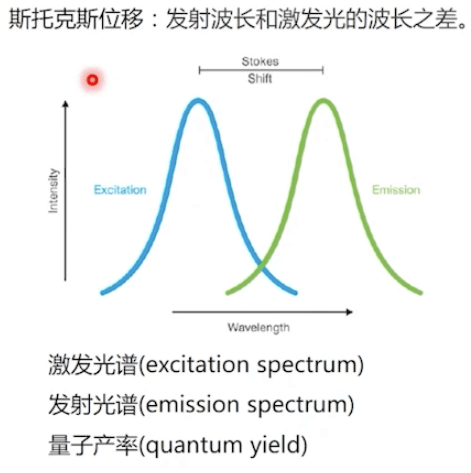 斯托克斯位移：发射波长和激发光的波长之差。
Stokes
Shift
Intensity
Excitation
Emission
Wavelength
激发光谱(excitation spectrum)
发射光谱(emission spectrum)
量子产率(quantum yield)